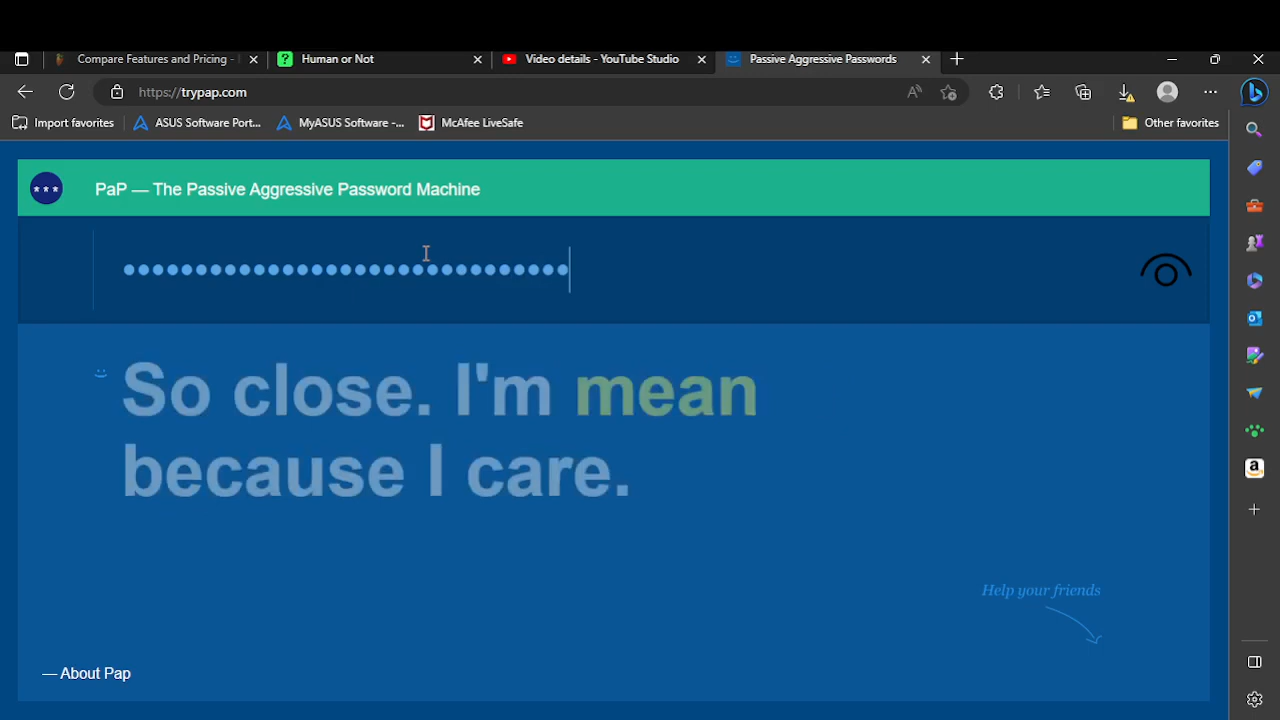 Compare Features and Pricing -
Human or Not
Video details - YouTube Studio
Passive Aggressive Passwords
https://trypap.com
Import favorites
ASUS Software Port...
MyASUS Software -...
McAfee LiveSafe
Other favorites
PaP — The Passive Aggressive Password Machine
So close. I'm mean
because I care.
Help your friends
— About Pap